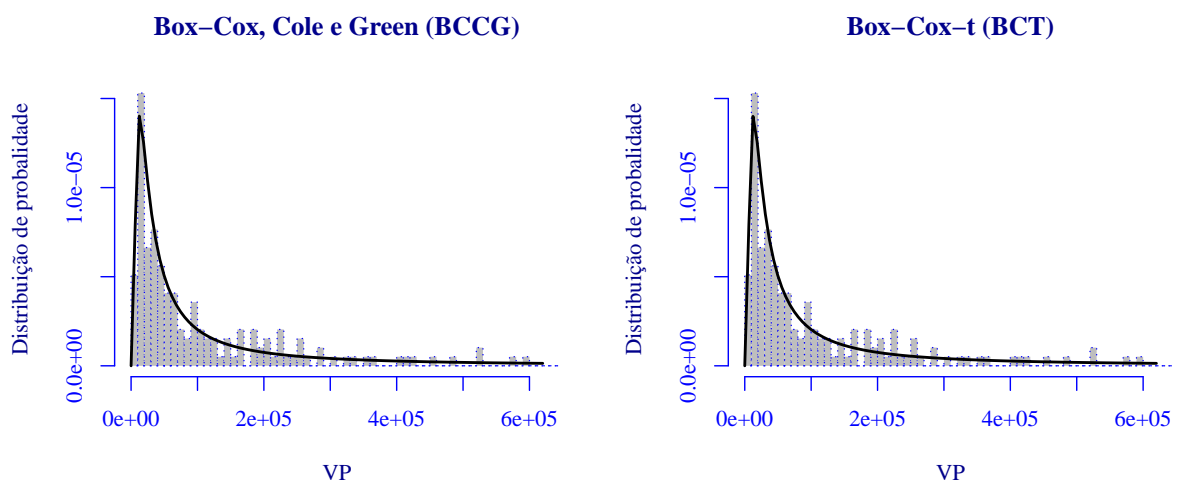 Box−Cox, Cole e Green (BCCG)
Distribuição de probalidade
0.0e+00
1.0e−05
0e+00
2e+05
4e+05
6e+05
VP
Box−Cox−t (BCT)
Distribuição de probalidade
0.0e+00
1.0e−05
0e+00
2e+05
4e+05
6e+05
VP